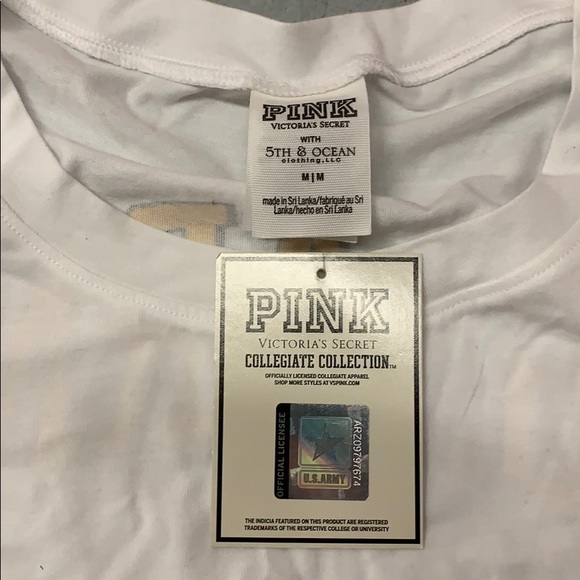 PINK
VICTORIA'S SECRET
WITH
5TH & OCEAN
clothing, LLC
M|M
made in Sri Lanka/fabriqué au Sri
Lanka/hecho en Sri Lanka
PINK
VICTORIA'S SECRET
COLLEGIATE COLLECTION™
OFFICIALLY LICENSED COLLEGIATE APPAREL
SHOP MORE STYLES AT VSPINK.COM
OFFICIAL LICENSEE
U.S.ARMY
ARZ09797674
THE INDICIA FEATURED ON THIS PRODUCT ARE REGISTERED
TRADEMARKS OF THE RESPECTIVE COLLEGE OR UNIVERSITY